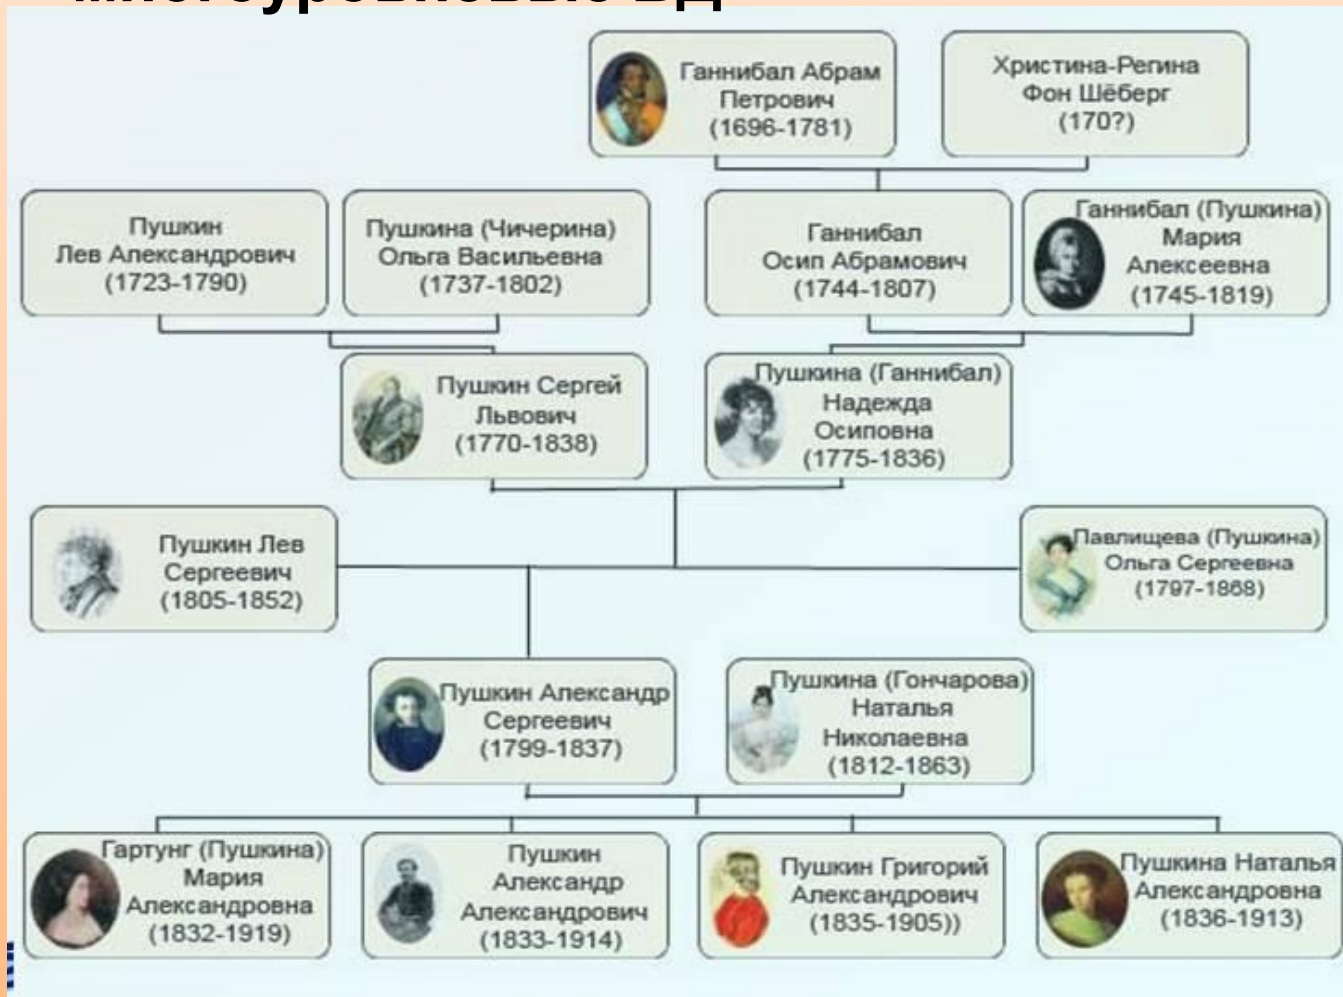 Ганнибал Абрам
Петрович
(1696-1781)
Христина-Регина
Фон Шёберг
(170?)
Пушкин
Лев Александрович
(1723-1790)
Пушкина (Чичерина)
Ольга Васильевна
(1737-1802)
Ганнибал
Осип Абрамович
(1744-1807)
Ганнибал (Пушкина)
Мария
Алексеевна
(1745-1819)
Пушкин Сергей
Львович
(1770-1838)
Пушкина (Ганнибал)
Надежда
Осиповна
(1775-1836)
Пушкин Лев
Сергеевич
(1805-1852)
Павлищева (Пушкина)
Ольга Сергеевна
(1797-1868)
Пушкин Александр
Сергеевич
(1799-1837)
Пушкина (Гончарова)
Наталья
Николаевна
(1812-1863)
Гартунг (Пушкина)
Мария
Александровна
(1832-1919)
Пушкин
Александр
Александрович
(1833-1914)
Пушкин Григорий
Александрович
(1835-1905))
Пушкина Наталья
Александровна
(1836-1913)